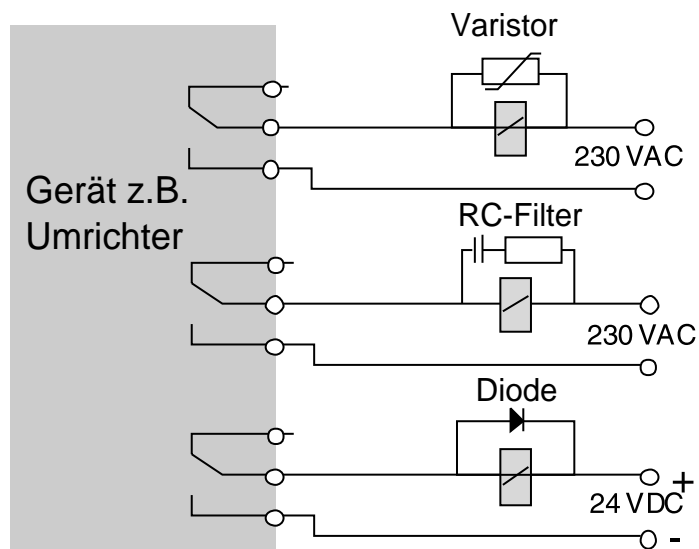 Varistor
230 VAC
Gerät z.B.
Umrichter
RC-Filter
230 VAC
Diode
+
24 VDC
-